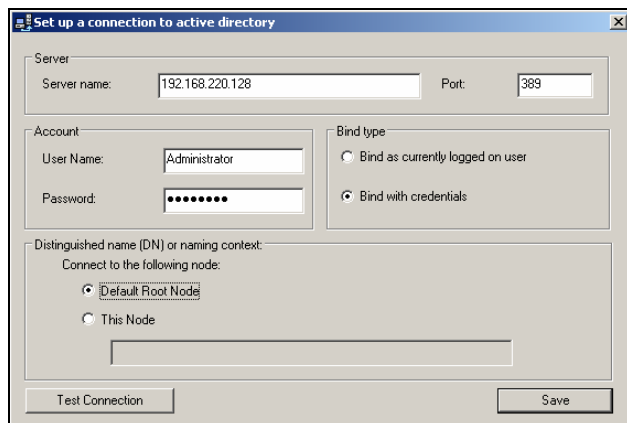 Set up a connection to active directory
Server
Server name: 192.168.220.128 Port: 389
Account
User Name: Administrator
Password: ●●●●●●●●
Bind type
Bind as currently logged on user
Bind with credentials
Distinguished name (DN) or naming context:
Connect to the following node:
Default Root Node
This Node
Test Connection Save